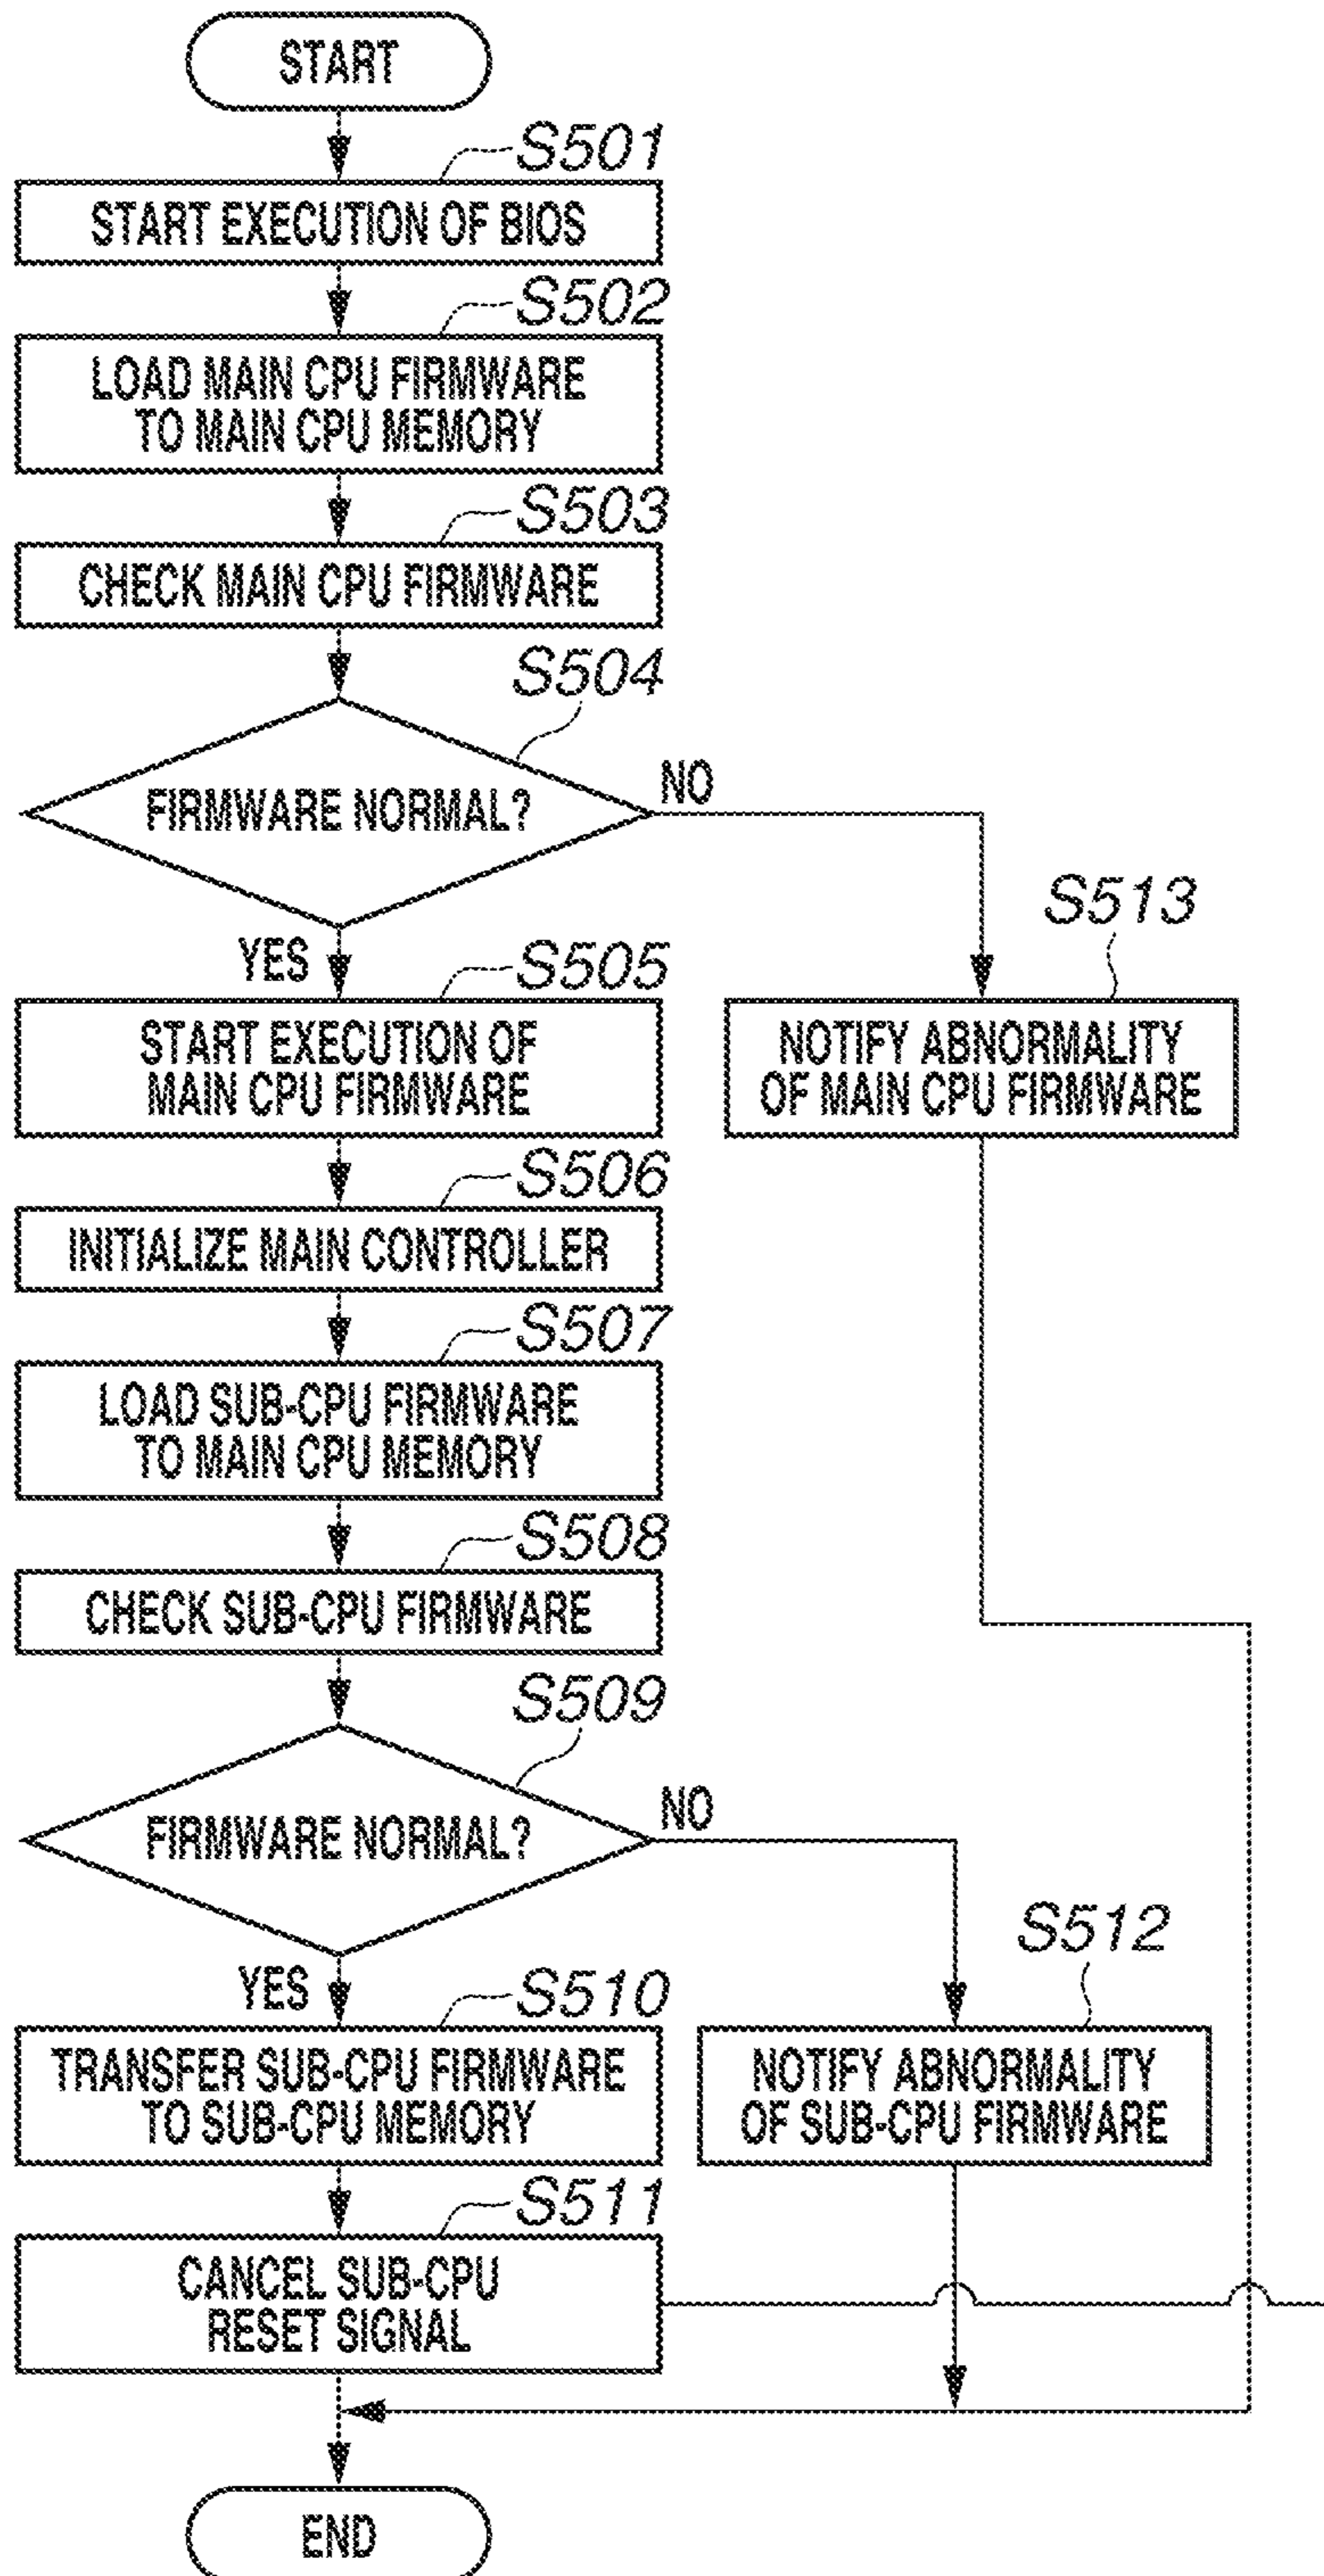 START
S501
START EXECUTION OF BIOS
S502
LOAD MAIN CPU FIRMWARE
TO MAIN CPU MEMORY
S503
CHECK MAIN CPU FIRMWARE
S504
FIRMWARE NORMAL?
NO
YES
S505
START EXECUTION OF
MAIN CPU FIRMWARE
S513
NOTIFY ABNORMALITY
OF MAIN CPU FIRMWARE
S506
INITIALIZE MAIN CONTROLLER
S507
LOAD SUB-CPU FIRMWARE
TO MAIN CPU MEMORY
S508
CHECK SUB-CPU FIRMWARE
S509
FIRMWARE NORMAL?
NO
YES
S510
TRANSFER SUB-CPU FIRMWARE
TO SUB-CPU MEMORY
S512
NOTIFY ABNORMALITY
OF SUB-CPU FIRMWARE
S511
CANCEL SUB-CPU
RESET SIGNAL
END